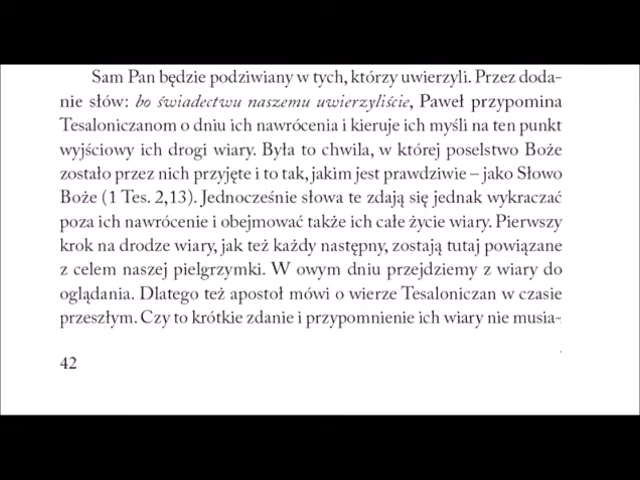 Sam Pan będzie podziwiany w tych, którzy uwierzyli. Przez doda-
nie słów: bo świadectwu naszemu uwierzyliście, Paweł przypomina
Tesaloniczanom o dniu ich nawrócenia i kieruje ich myśli na ten punkt
wyjściowy ich drogi wiary. Była to chwila, w której poselstwo Boże
zostało przez nich przyjęte i to tak, jakim jest prawdziwie – jako Słowo
Boże (1 Tes. 2,13). Jednocześnie słowa te zdają się jednak wykraczać
poza ich nawrócenie i obejmować także ich całe życie wiary. Pierwszy
krok na drodze wiary, jak też każdy następny, zostają tutaj powiązane
z celem naszej pielgrzymki. W owym dniu przejdziemy z wiary do
oglądania. Dlatego też apostoł mówi o wierze Tesaloniczan w czasie
przeszłym. Czy to krótkie zdanie i przypomnienie ich wiary nie musia-
42